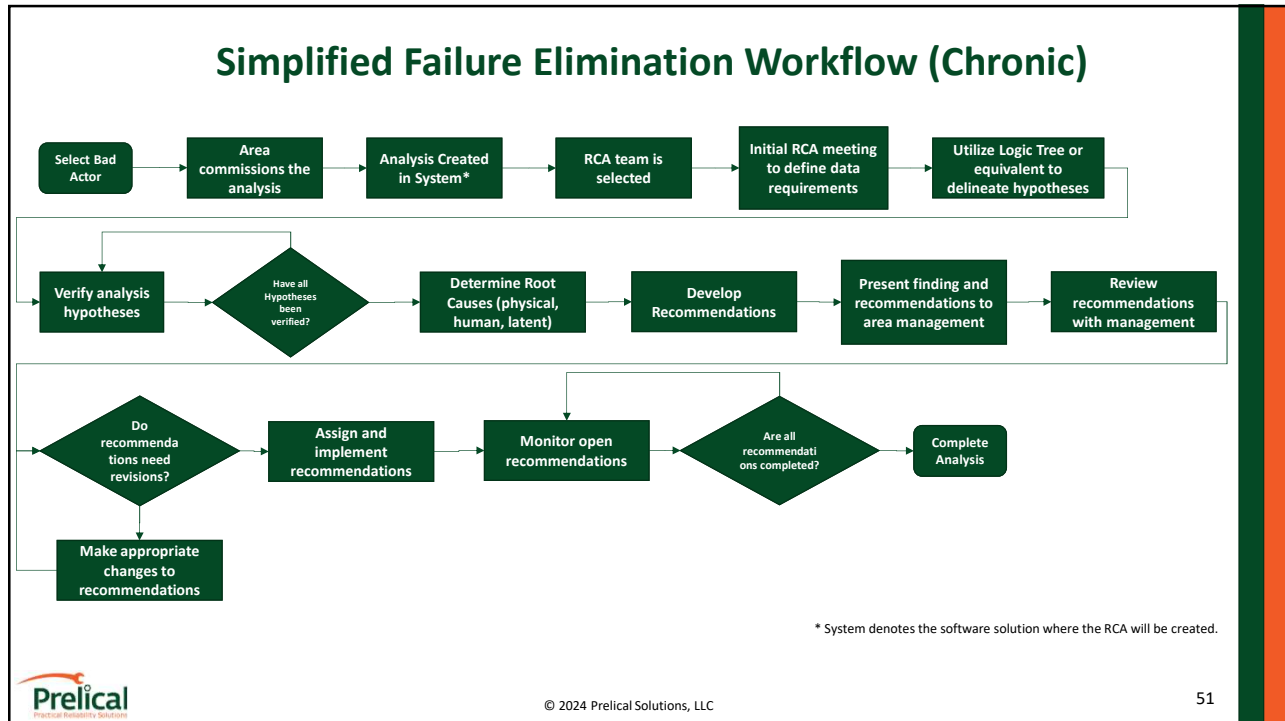 Simplified Failure Elimination Workflow (Chronic)
Select Bad
Actor
Area
commissions the
analysis
Analysis Created
in System*
RCA team is
selected
Initial RCA meeting
to define data
requirements
Utilize Logic Tree or
equivalent to
delineate hypotheses
Verify analysis
hypotheses
Have all
Hypotheses
been
verified?
Determine Root
Causes (physical,
human, latent)
Develop
Recommendations
Present finding and
recommendations to
area management
Review
recommendations
with management
Do
recommenda
tions need
revisions?
Assign and
implement
recommendations
Monitor open
recommendations
Are all
recommendati
ons completed?
Complete
Analysis
Make appropriate
changes to
recommendations
* System denotes the software solution where the RCA will be created.
Prelical
Practical Reliability Solutions
© 2024 Prelical Solutions, LLC
51